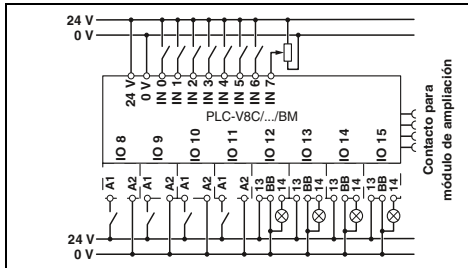 24 V
0 V
24 V
0 V
IN 0
IN 1
IN 2
IN 3
IN 4
IN 5
IN 6
IN 7
PLC-V8C/.../BM
IO 8
IO 9
IO 10
IO 11
IO 12
IO 13
IO 14
IO 15
Contacto para
módulo de ampliación
A1
A2
A1
A2
A1
A2
A1
A2
13
BB
14
13
BB
14
13
BB
14
13
BB
14
24 V
0 V